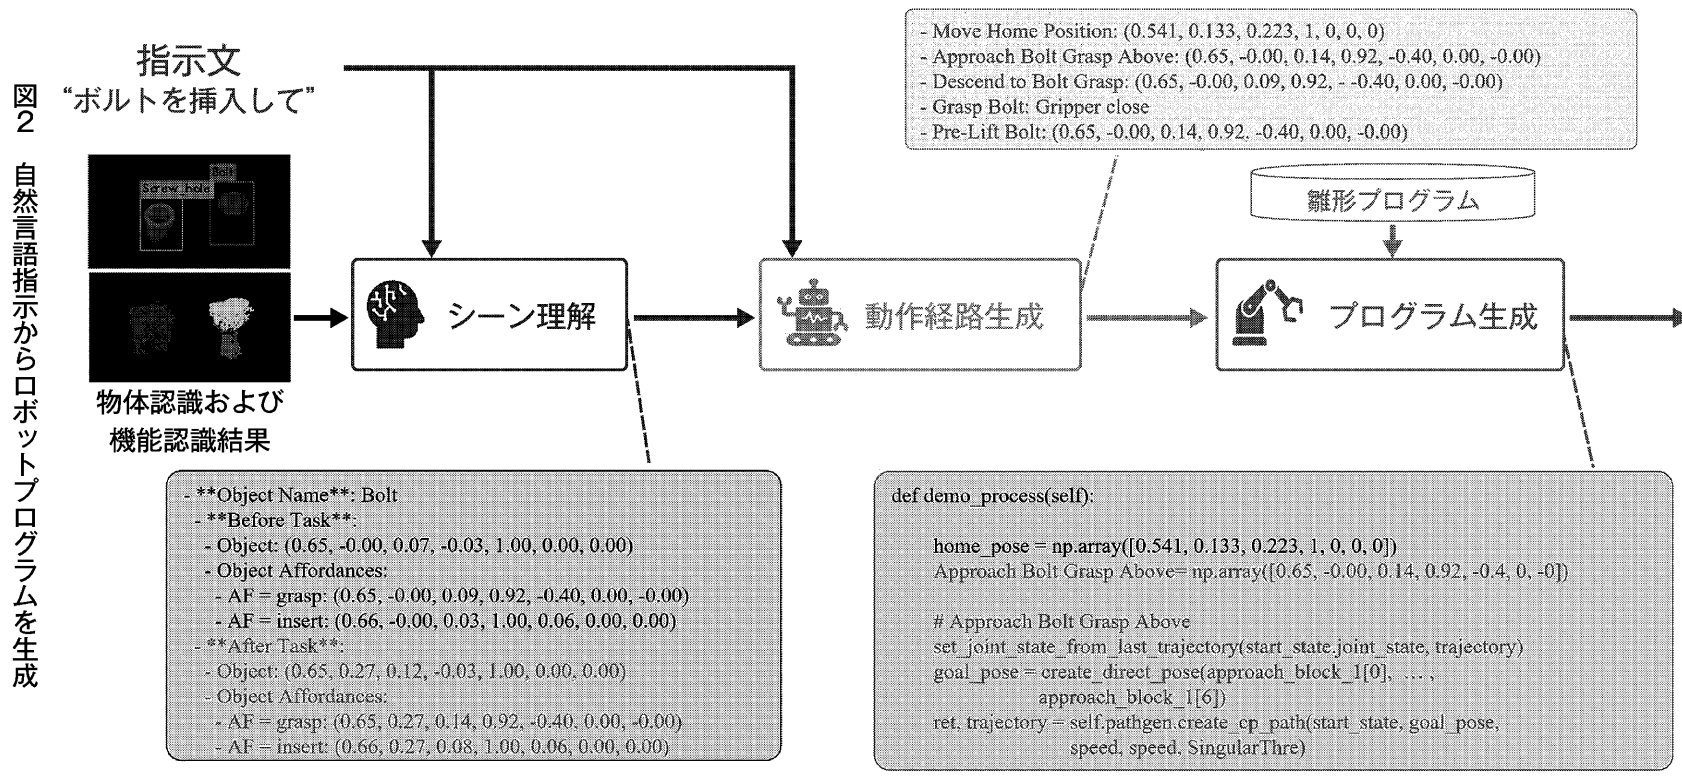 図2 自然言語指示からロボットプログラムを生成
指示文
“ボルトを挿入して”
Screw hole
Bolt
物体認識および
機能認識結果
シーン理解
- **Object Name**: Bolt
- **Before Task**:
- Object: (0.65, -0.00, 0.07, -0.03, 1.00, 0.00, 0.00)
- Object Affordances:
- AF = grasp: (0.65, -0.00, 0.09, 0.92, -0.40, 0.00, -0.00)
- AF = insert: (0.66, -0.00, 0.03, 1.00, 0.06, 0.00, 0.00)
- **After Task**:
- Object: (0.65, 0.27, 0.12, -0.03, 1.00, 0.00, 0.00)
- Object Affordances:
- AF = grasp: (0.65, 0.27, 0.14, 0.92, -0.40, 0.00, -0.00)
- AF = insert: (0.66, 0.27, 0.08, 1.00, 0.06, 0.00, 0.00)
動作経路生成
- Move Home Position: (0.541, 0.133, 0.223, 1, 0, 0, 0)
- Approach Bolt Grasp Above: (0.65, -0.00, 0.14, 0.92, -0.40, 0.00, -0.00)
- Descend to Bolt Grasp: (0.65, -0.00, 0.09, 0.92, - -0.40, 0.00, -0.00)
- Grasp Bolt: Gripper close
- Pre-Lift Bolt: (0.65, -0.00, 0.14, 0.92, -0.40, 0.00, -0.00)
雛形プログラム
プログラム生成
def demo_process(self):
home_pose = np.array([0.541, 0.133, 0.223, 1, 0, 0, 0])
Approach Bolt Grasp Above= np.array([0.65, -0.00, 0.14, 0.92, -0.4, 0, -0])
# Approach Bolt Grasp Above
set_joint_state_from_last_trajectory(start_state.joint_state, trajectory)
goal_pose = create_direct_pose(approach_block_1[0], … ,
approach_block_1[6])
ret, trajectory = self.pathgen.create_cp_path(start_state, goal_pose,
speed, speed, SingularThre)